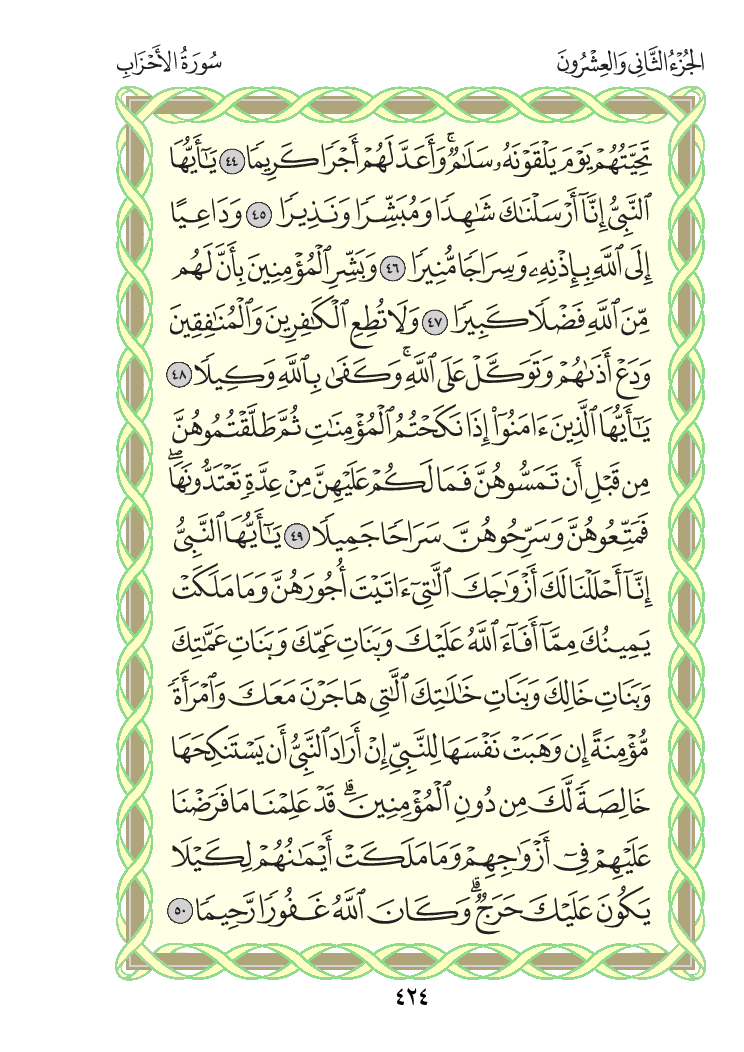 الجُزْءُ الثَّانِي وَالعِشْرُونَ
سُورَةُ الأَحْزَابِ
تَحِيَّتُهُمْ يَوْمَ يَلْقَوْنَهُۥ سَلَٰمٌۚ وَأَعَدَّ لَهُمْ أَجْرًا كَرِيمًا ٤٤ يَٰٓأَيُّهَا
ٱلنَّبِيُّ إِنَّآ أَرْسَلْنَٰكَ شَٰهِدًا وَمُبَشِّرًا وَنَذِيرًا ٤٥ وَدَاعِيًا
إِلَى ٱللَّهِ بِإِذْنِهِۦ وَسِرَاجًا مُّنِيرًا ٤٦ وَبَشِّرِ ٱلْمُؤْمِنِينَ بِأَنَّ لَهُم
مِّنَ ٱللَّهِ فَضْلًا كَبِيرًا ٤٧ وَلَا تُطِعِ ٱلْكَٰفِرِينَ وَٱلْمُنَٰفِقِينَ
وَدَعْ أَذَىٰهُمْ وَتَوَكَّلْ عَلَى ٱللَّهِۚ وَكَفَىٰ بِٱللَّهِ وَكِيلًا ٤٨
يَٰٓأَيُّهَا ٱلَّذِينَ ءَامَنُوٓا۟ إِذَا نَكَحْتُمُ ٱلْمُؤْمِنَٰتِ ثُمَّ طَلَّقْتُمُوهُنَّ
مِن قَبْلِ أَن تَمَسُّوهُنَّ فَمَا لَكُمْ عَلَيْهِنَّ مِنْ عِدَّةٍ تَعْتَدُّونَهَاۖ
فَمَتِّعُوهُنَّ وَسَرِّحُوهُنَّ سَرَاحًا جَمِيلًا ٤٩ يَٰٓأَيُّهَا ٱلنَّبِيُّ
إِنَّآ أَحْلَلْنَا لَكَ أَزْوَٰجَكَ ٱلَّٰتِيٓ ءَاتَيْتَ أُجُورَهُنَّ وَمَا مَلَكَتْ
يَمِينُكَ مِمَّآ أَفَآءَ ٱللَّهُ عَلَيْكَ وَبَنَاتِ عَمِّكَ وَبَنَاتِ عَمَّٰتِكَ
وَبَنَاتِ خَالِكَ وَبَنَاتِ خَٰلَٰتِكَ ٱلَّٰتِي هَاجَرْنَ مَعَكَ وَٱمْرَأَةً
مُّؤْمِنَةً إِن وَهَبَتْ نَفْسَهَا لِلنَّبِيِّ إِنْ أَرَادَ ٱلنَّبِيُّ أَن يَسْتَنكِحَهَا
خَالِصَةً لَّكَ مِن دُونِ ٱلْمُؤْمِنِينَۗ قَدْ عَلِمْنَا مَا فَرَضْنَا
عَلَيْهِمْ فِيٓ أَزْوَٰجِهِمْ وَمَا مَلَكَتْ أَيْمَٰنُهُمْ لِكَيْلَا
يَكُونَ عَلَيْكَ حَرَجٌۗ وَكَانَ ٱللَّهُ غَفُورًا رَّحِيمًا ٥٠
٤٢٤